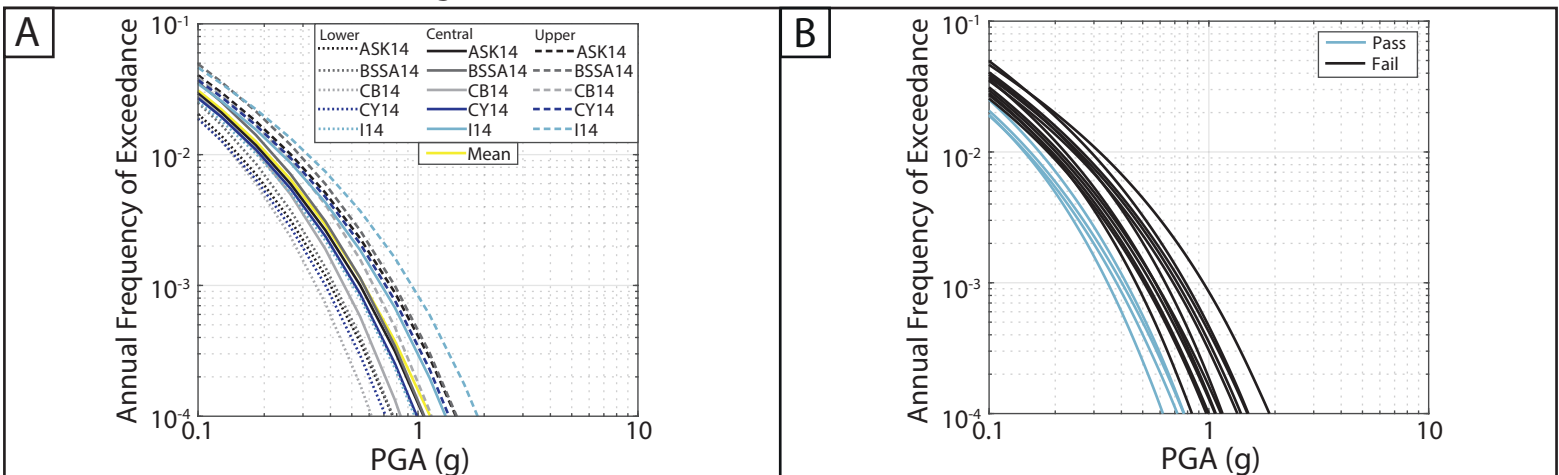 A
Annual Frequency of Exceedance
10-1
10-2
10-3
10-4
0.1
1
10
PGA (g)
Lower Central Upper
ASK14 ASK14 ASK14
BSSA14 BSSA14 BSSA14
CB14 CB14 CB14
CY14 CY14 CY14
I14 I14 I14
Mean
B
Annual Frequency of Exceedance
10-1
10-2
10-3
10-4
0.1
1
10
PGA (g)
Pass
Fail